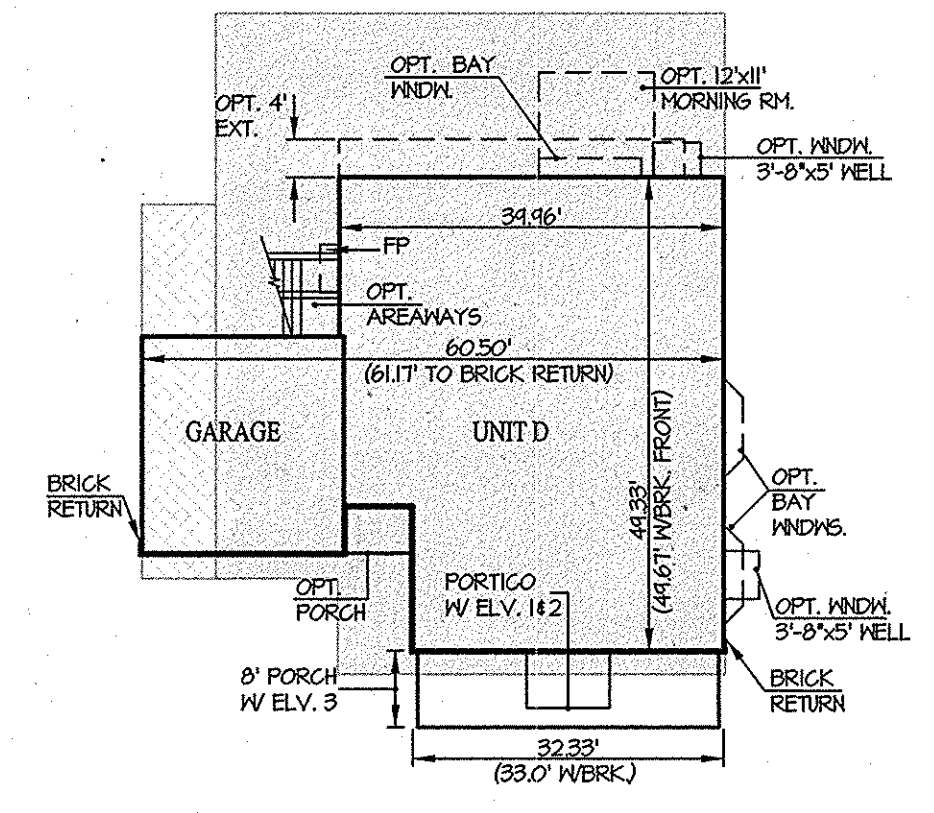 OPT. BAY
WNDW.
OPT. 12'x11'
MORNING RM.
OPT. 4'
EXT.
OPT. WNDW.
3'-8"x5' WELL
39.96'
FP
OPT.
AREAWAYS
60.50'
(61.17' TO BRICK RETURN)
GARAGE
UNIT D
49.33'
(49.67' W/BRK. FRONT)
BRICK
RETURN
OPT.
BAY
WNDWS.
OPT.
PORCH
PORTICO
W/ ELV. 1&2
OPT. WNDW.
3'-8"x5' WELL
8' PORCH
W/ ELV. 3
BRICK
RETURN
32.33'
(33.0' W/BRK.)